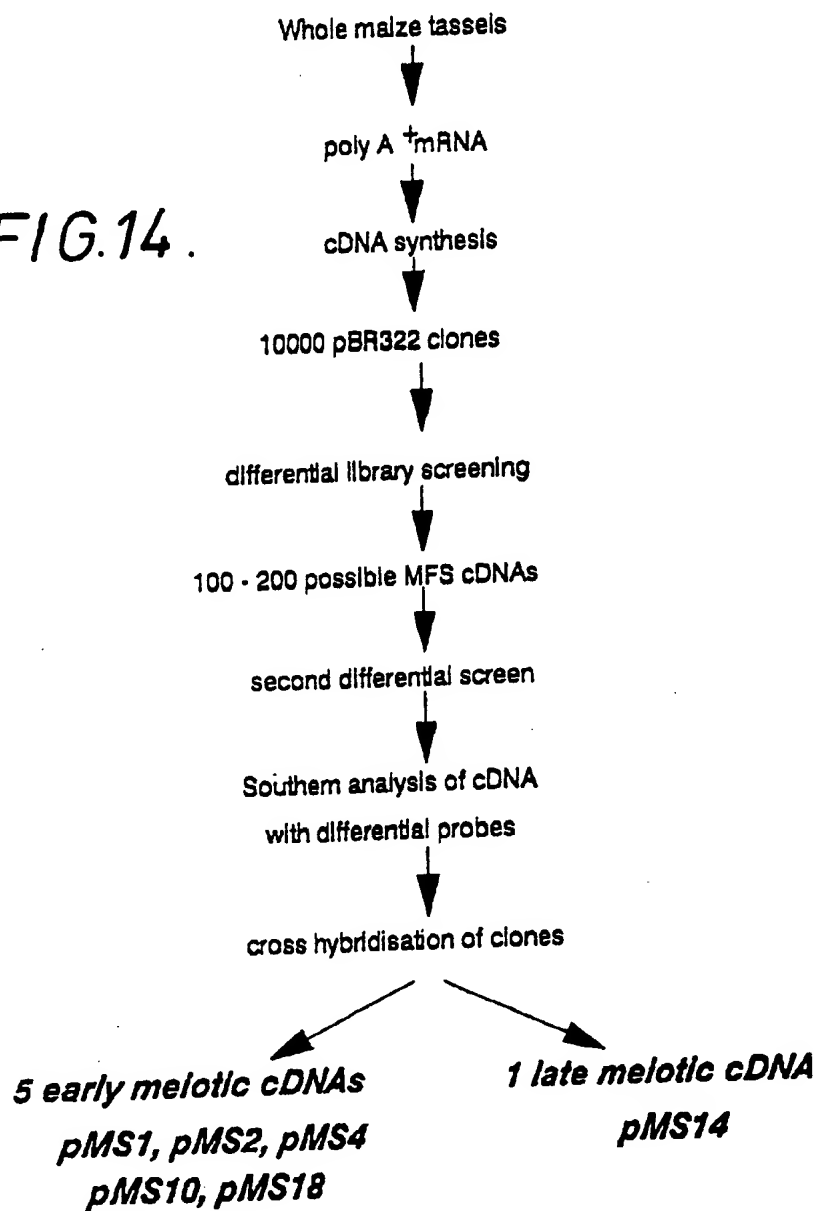 Whole maize tassels
poly A +mRNA
FIG.14.
cDNA synthesis
10000 pBR322 clones
differential library screening
100 - 200 possible MFS cDNAs
second differential screen
Southern analysis of cDNA
with differential probes
cross hybridisation of clones
5 early meiotic cDNAs
pMS1, pMS2, pMS4
pMS10, pMS18
1 late meiotic cDNA
pMS14